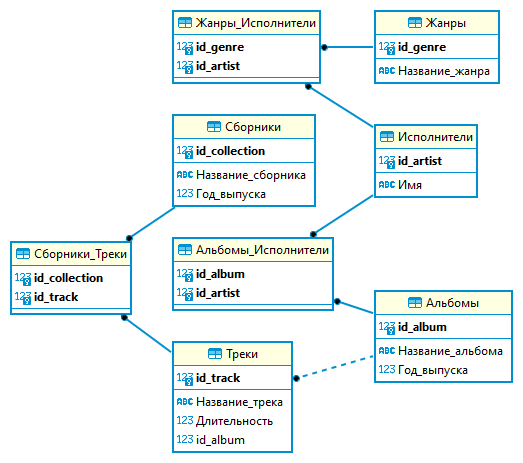 Жанры_Исполнители
123 id_genre
123 id_artist
Жанры
123 id_genre
ABC Название_жанра
Сборники
123 id_collection
ABC Название_сборника
123 Год_выпуска
Исполнители
123 id_artist
ABC Имя
Сборники_Треки
123 id_collection
123 id_track
Альбомы_Исполнители
123 id_album
123 id_artist
Альбомы
123 id_album
ABC Название_альбома
123 Год_выпуска
Треки
123 id_track
ABC Название_трека
123 Длительность
123 id_album